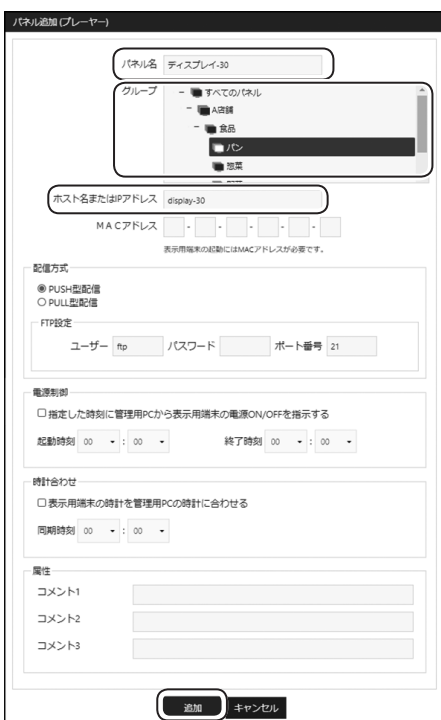 パネル追加(プレーヤー)
パネル名 ディスプレイ-30
グループ
− すべてのパネル
− A店舗
− 食品
パン
惣菜
ホスト名またはIPアドレス display-30
MACアドレス - - - - -
表示用端末の起動にはMACアドレスが必要です。
配信方式
PUSH型配信
PULL型配信
FTP設定
ユーザー ftp パスワード ポート番号 21
電源制御
指定した時刻に管理用PCから表示用端末の電源ON/OFFを指示する
起動時刻 00 : 00 終了時刻 00 : 00
時計合わせ
表示用端末の時計を管理用PCの時計に合わせる
同期時刻 00 : 00
属性
コメント1
コメント2
コメント3
追加 キャンセル